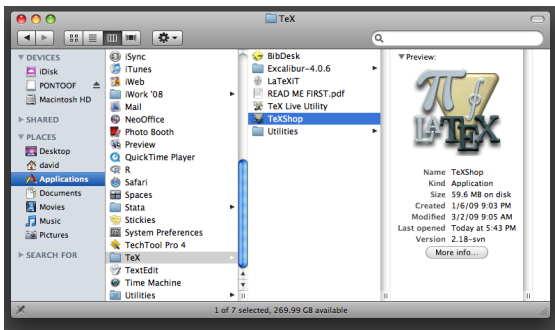 TeX
DEVICES
iDisk
PONTOOF
Macintosh HD
SHARED
PLACES
Desktop
david
Applications
Documents
Movies
Music
Pictures
SEARCH FOR
iSync
iTunes
iWeb
iWork '08
Mail
NeoOffice
Photo Booth
Preview
QuickTime Player
R
Safari
Spaces
Stata
Stickies
System Preferences
TechTool Pro 4
TeX
TextEdit
Time Machine
Utilities
BibDesk
Excalibur-4.0.6
LaTeXiT
READ ME FIRST.pdf
TeX Live Utility
TeXShop
Utilities
Preview:
LATEX
Name TeXShop
Kind Application
Size 59.6 MB on disk
Created 1/6/09 9:03 PM
Modified 3/2/09 9:05 AM
Last opened Today at 5:43 PM
Version 2.18-svn
More info...
1 of 7 selected, 269.99 GB available